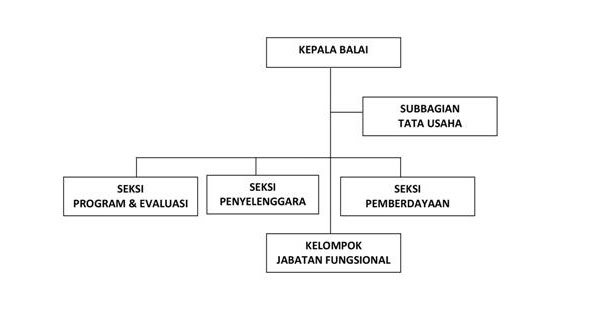 KEPALA BALAI
SUBBAGIAN
TATA USAHA
SEKSI
PROGRAM & EVALUASI
SEKSI
PENYELENGGARA
SEKSI
PEMBERDAYAAN
KELOMPOK
JABATAN FUNGSIONAL